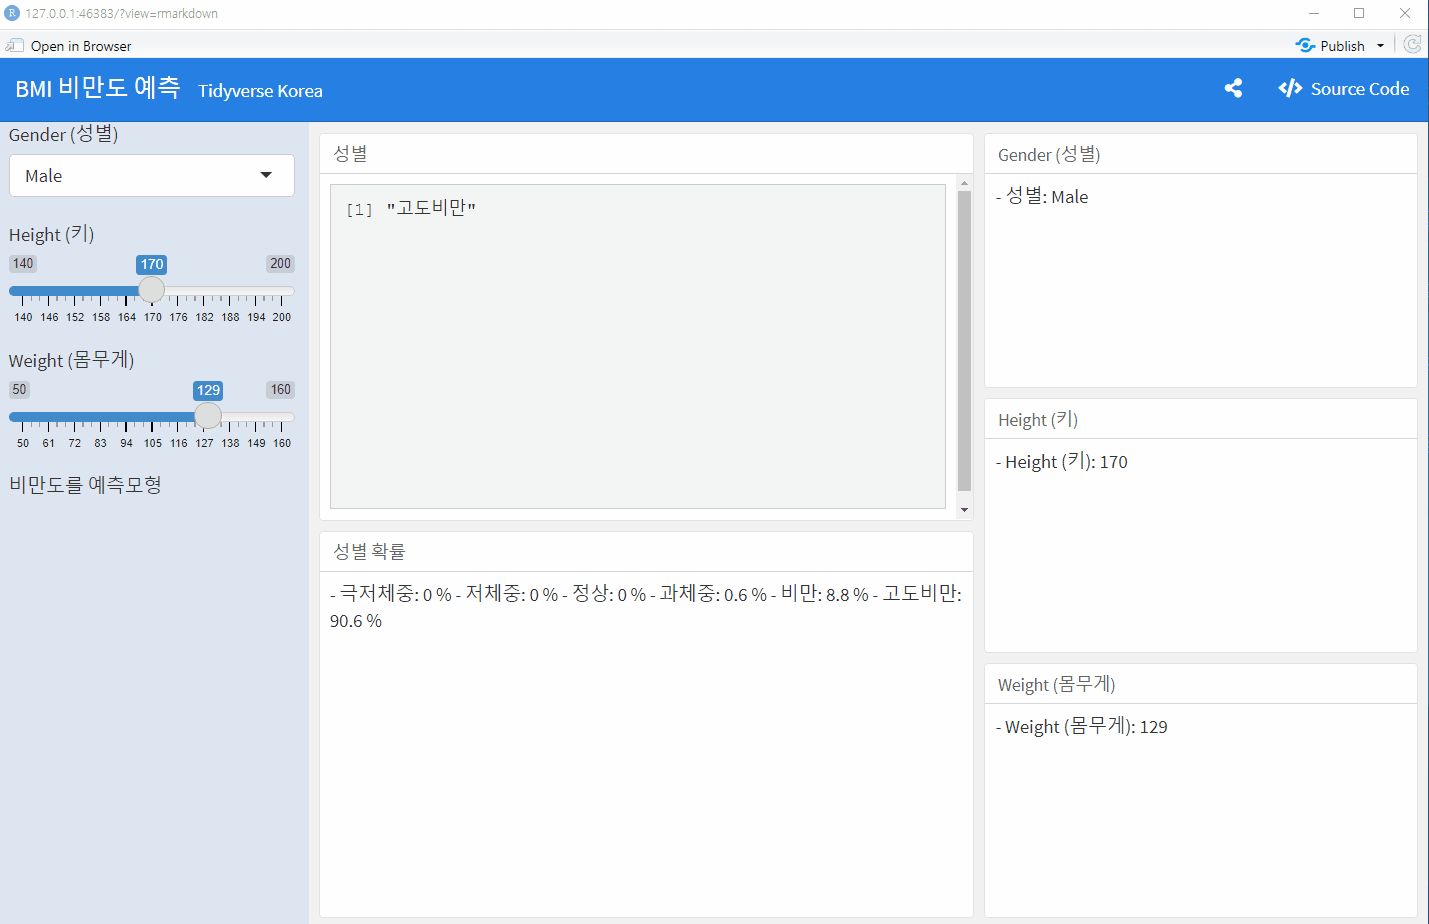 127.0.0.1:46383/?view=rmarkdown
Open in Browser
Publish
BMI 비만도 예측 Tidyverse Korea
Source Code
Gender (성별)
Male
Height (키)
140 170 200
140 146 152 158 164 170 176 182 188 194 200
Weight (몸무게)
50 129 160
50 61 72 83 94 105 116 127 138 149 160
비만도를 예측모형
성별
[1] "고도비만"
성별 확률
- 극저체중: 0 % - 저체중: 0 % - 정상: 0 % - 과체중: 0.6 % - 비만: 8.8 % - 고도비만:
90.6 %
Gender (성별)
- 성별: Male
Height (키)
- Height (키): 170
Weight (몸무게)
- Weight (몸무게): 129